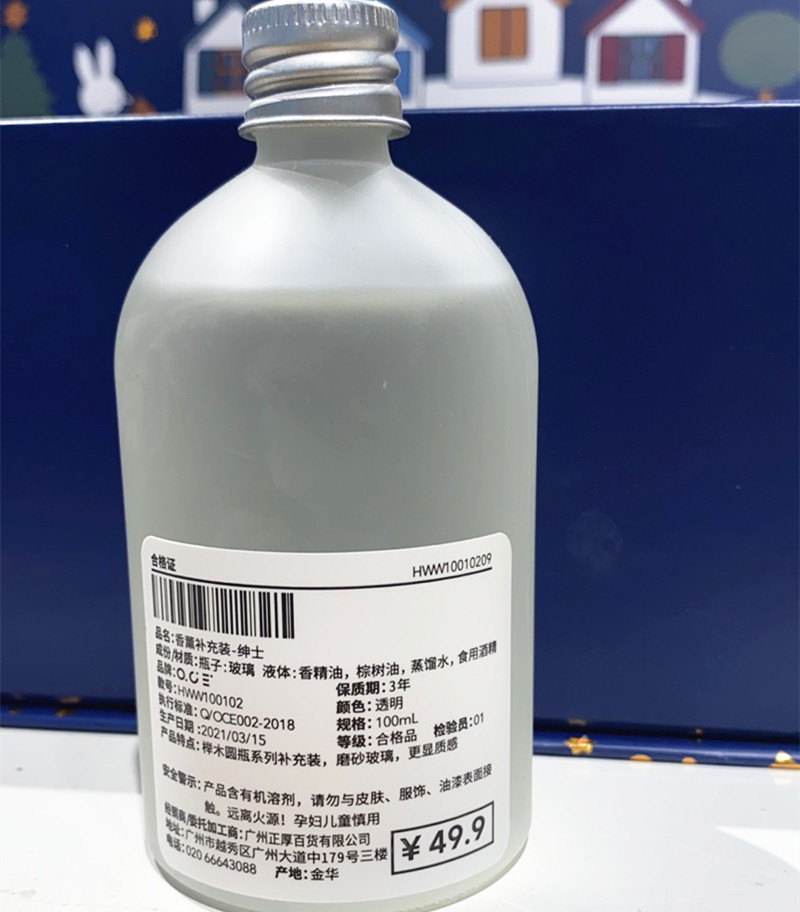 合格证
HWW10010209
品名：香薰补充装-绅士
成份/材质：瓶子：玻璃 液体：香精油，棕树油，蒸馏水，食用酒精
品牌：O.CE
保质期：3年
款号：HWW100102
颜色：透明
执行标准：Q/OCE002-2018
规格：100mL
生产日期：2021/03/15
等级：合格品 检验员：01
产品特点：榉木圆瓶系列补充装，磨砂玻璃，更显质感
安全警示：产品含有机溶剂，请勿与皮肤、服饰、油漆表面接
触。远离火源！孕妇儿童慎用
经销商/委托加工商：广州正厚百货有限公司
地址：广州市越秀区广州大道中179号三楼
电话：020 66643088 产地：金华
¥ 49.9